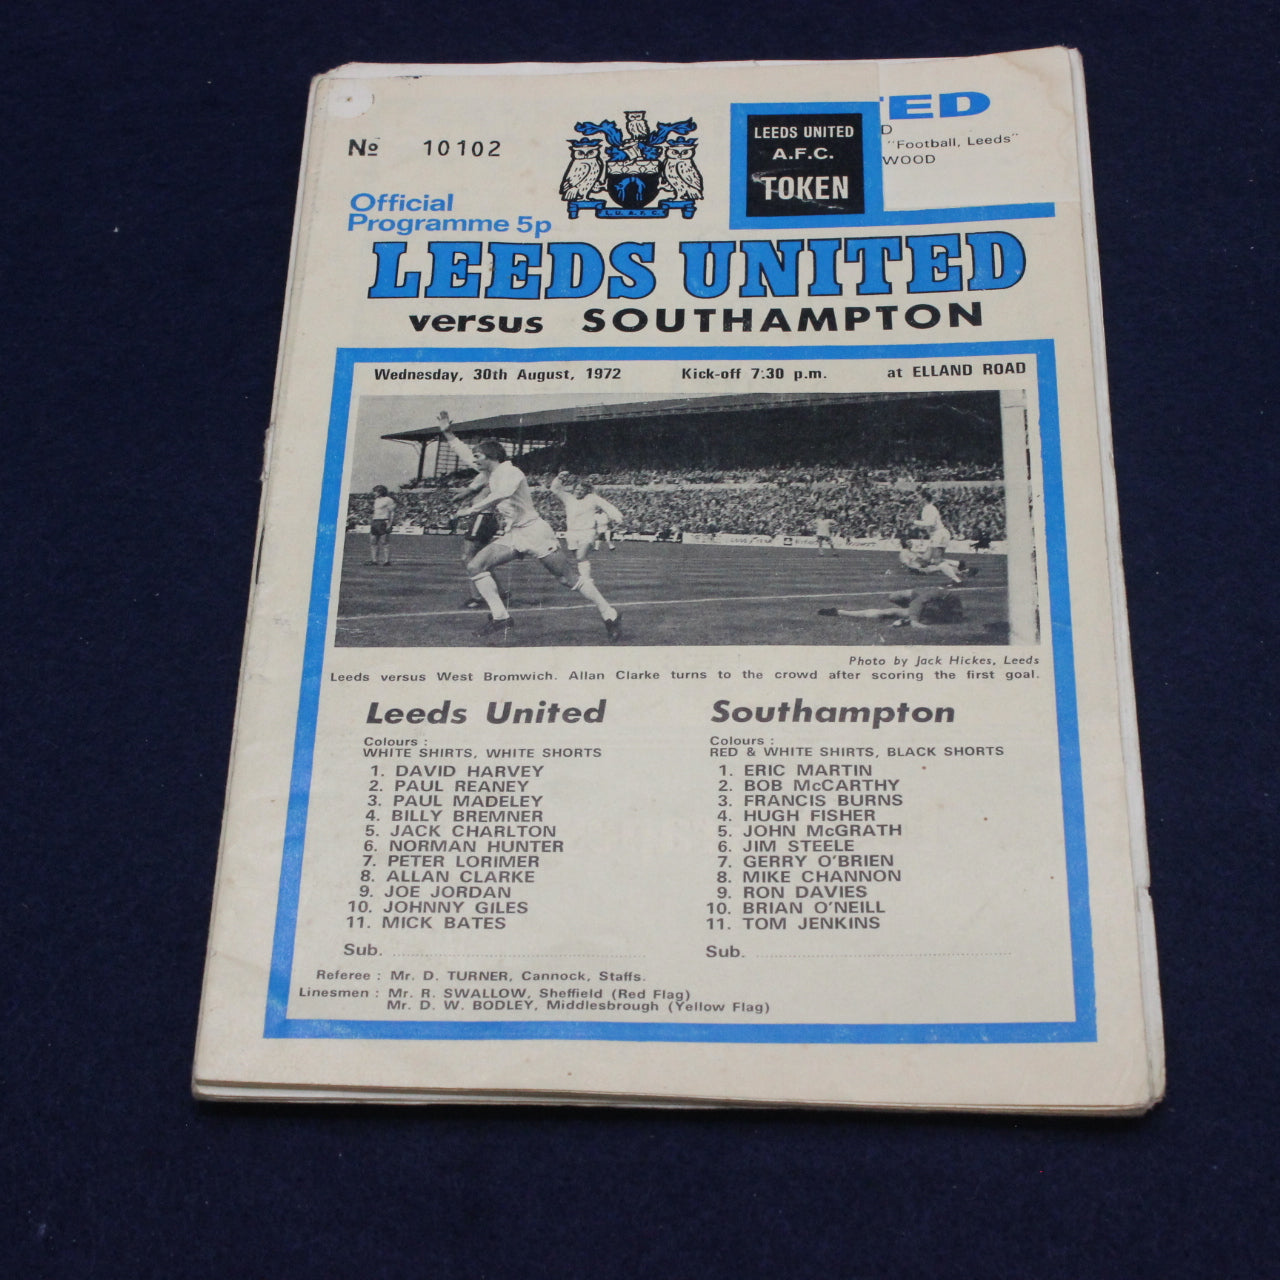 No 10102
LEEDS UNITED
A.F.C.
TOKEN
ED
D
"Football, Leeds"
WOOD
Official
Programme 5p
L.U.A.F.C.
LEEDS UNITED
versus SOUTHAMPTON
Wednesday, 30th August, 1972 Kick-off 7:30 p.m. at ELLAND ROAD
Photo by Jack Hickes, Leeds
Leeds versus West Bromwich. Allan Clarke turns to the crowd after scoring the first goal.
Leeds United
Colours :
WHITE SHIRTS, WHITE SHORTS
1. DAVID HARVEY
2. PAUL REANEY
3. PAUL MADELEY
4. BILLY BREMNER
5. JACK CHARLTON
6. NORMAN HUNTER
7. PETER LORIMER
8. ALLAN CLARKE
9. JOE JORDAN
10. JOHNNY GILES
11. MICK BATES
Sub.
Southampton
Colours :
RED & WHITE SHIRTS, BLACK SHORTS
1. ERIC MARTIN
2. BOB McCARTHY
3. FRANCIS BURNS
4. HUGH FISHER
5. JOHN McGRATH
6. JIM STEELE
7. GERRY O'BRIEN
8. MIKE CHANNON
9. RON DAVIES
10. BRIAN O'NEILL
11. TOM JENKINS
Sub.
Referee : Mr. D. TURNER, Cannock, Staffs.
Linesmen : Mr. R. SWALLOW, Sheffield (Red Flag)
Mr. D. W. BODLEY, Middlesbrough (Yellow Flag)